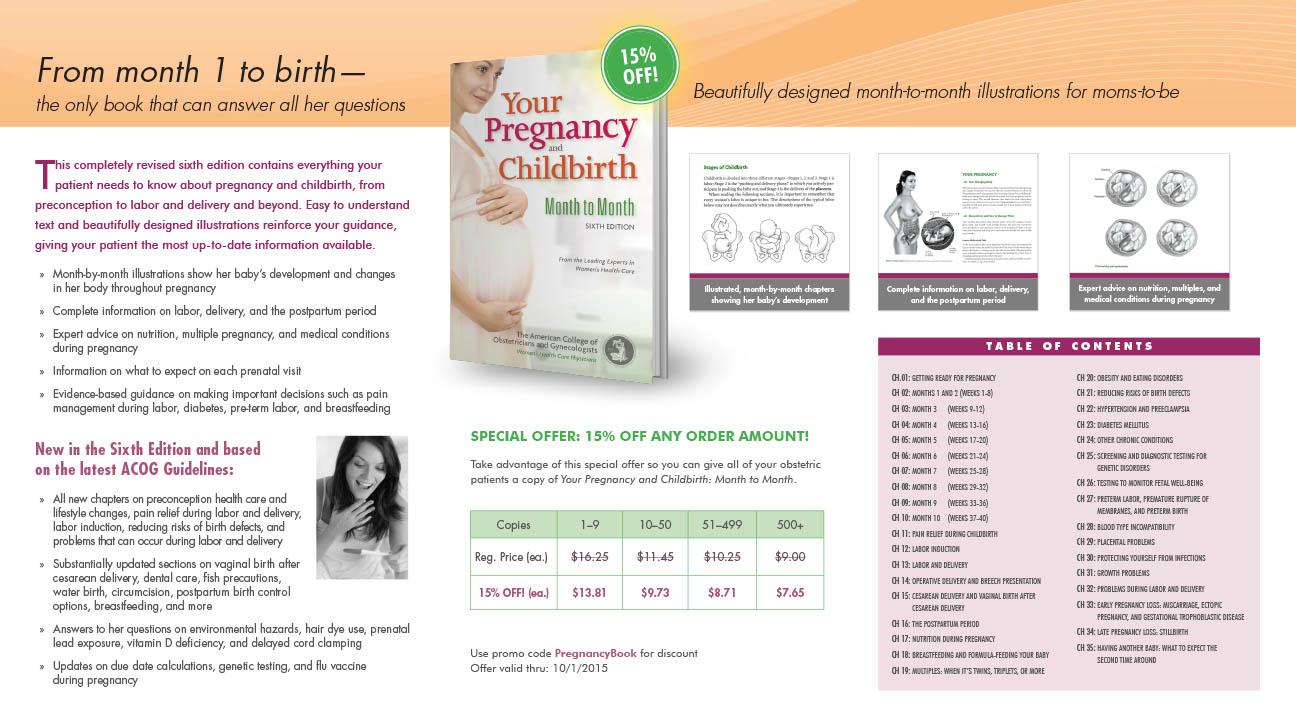 From month 1 to birth—
the only book that can answer all her questions
15%
OFF!
Your
Pregnancy
and
Childbirth
Month to Month
SIXTH EDITION
From the Leading Experts in
Women's Health Care
The American College of
Obstetricians and Gynecologists
Women's Health Care Physicians
Beautifully designed month-to-month illustrations for moms-to-be
This completely revised sixth edition contains everything your
patient needs to know about pregnancy and childbirth, from
preconception to labor and delivery and beyond. Easy to understand
text and beautifully designed illustrations reinforce your guidance,
giving your patient the most up-to-date information available.
» Month-by-month illustrations show her baby's development and changes
in her body throughout pregnancy
» Complete information on labor, delivery, and the postpartum period
» Expert advice on nutrition, multiple pregnancy, and medical conditions
during pregnancy
» Information on what to expect on each prenatal visit
» Evidence-based guidance on making important decisions such as pain
management during labor, diabetes, pre-term labor, and breastfeeding
New in the Sixth Edition and based
on the latest ACOG Guidelines:
» All new chapters on preconception health care and
lifestyle changes, pain relief during labor and delivery,
labor induction, reducing risks of birth defects, and
problems that can occur during labor and delivery
» Substantially updated sections on vaginal birth after
cesarean delivery, dental care, fish precautions,
water birth, circumcision, postpartum birth control
options, breastfeeding, and more
» Answers to her questions on environmental hazards, hair dye use, prenatal
lead exposure, vitamin D deficiency, and delayed cord clamping
» Updates on due date calculations, genetic testing, and flu vaccine
during pregnancy
SPECIAL OFFER: 15% OFF ANY ORDER AMOUNT!
Take advantage of this special offer so you can give all of your obstetric
patients a copy of Your Pregnancy and Childbirth: Month to Month.
Copies 1–9 10–50 51–499 500+
Reg. Price (ea.) $16.25 $11.45 $10.25 $9.00
15% OFF! (ea.) $13.81 $9.73 $8.71 $7.65
Use promo code PregnancyBook for discount
Offer valid thru: 10/1/2015
Stages of Childbirth
Childbirth is divided into three different stages—Stages 1, 2, and 3. Stage 1 is
Illustrated, month-by-month chapters
showing her baby's development
YOUR PREGNANCY
Complete information on labor, delivery,
and the postpartum period
Expert advice on nutrition, multiples, and
medical conditions during pregnancy
TABLE OF CONTENTS
CH.01: GETTING READY FOR PREGNANCY
CH 02: MONTHS 1 AND 2 (WEEKS 1-8)
CH 03: MONTH 3 (WEEKS 9-12)
CH 04: MONTH 4 (WEEKS 13-16)
CH 05: MONTH 5 (WEEKS 17-20)
CH 06: MONTH 6 (WEEKS 21-24)
CH 07: MONTH 7 (WEEKS 25-28)
CH 08: MONTH 8 (WEEKS 29-32)
CH 09: MONTH 9 (WEEKS 33-36)
CH 10: MONTH 10 (WEEKS 37-40)
CH 11: PAIN RELIEF DURING CHILDBIRTH
CH 12: LABOR INDUCTION
CH 13: LABOR AND DELIVERY
CH 14: OPERATIVE DELIVERY AND BREECH PRESENTATION
CH 15: CESAREAN DELIVERY AND VAGINAL BIRTH AFTER
CESAREAN DELIVERY
CH 16: THE POSTPARTUM PERIOD
CH 17: NUTRITION DURING PREGNANCY
CH 18: BREASTFEEDING AND FORMULA-FEEDING YOUR BABY
CH 19: MULTIPLES: WHEN IT'S TWINS, TRIPLETS, OR MORE
CH 20: OBESITY AND EATING DISORDERS
CH 21: REDUCING RISKS OF BIRTH DEFECTS
CH 22: HYPERTENSION AND PREECLAMPSIA
CH 23: DIABETES MELLITUS
CH 24: OTHER CHRONIC CONDITIONS
CH 25: SCREENING AND DIAGNOSTIC TESTING FOR
GENETIC DISORDERS
CH 26: TESTING TO MONITOR FETAL WELL-BEING
CH 27: PRETERM LABOR, PREMATURE RUPTURE OF
MEMBRANES, AND PRETERM BIRTH
CH 28: BLOOD TYPE INCOMPATIBILITY
CH 29: PLACENTAL PROBLEMS
CH 30: PROTECTING YOURSELF FROM INFECTIONS
CH 31: GROWTH PROBLEMS
CH 32: PROBLEMS DURING LABOR AND DELIVERY
CH 33: EARLY PREGNANCY LOSS: MISCARRIAGE, ECTOPIC
PREGNANCY, AND GESTATIONAL TROPHOBLASTIC DISEASE
CH 34: LATE PREGNANCY LOSS: STILLBIRTH
CH 35: HAVING ANOTHER BABY: WHAT TO EXPECT THE
SECOND TIME AROUND